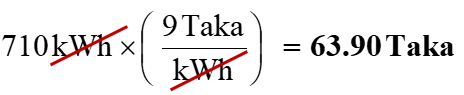 710 kWh × ( 9 Taka / kWh ) = 63.90 Taka